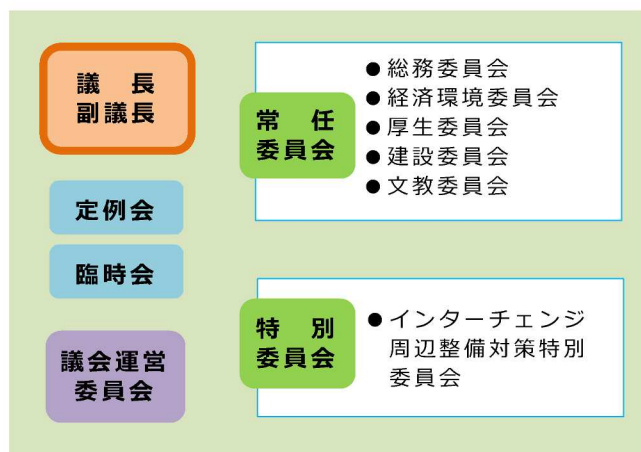 議　長
副議長
定例会
臨時会
議会運営
委員会
常　任
委員会
●総務委員会
●経済環境委員会
●厚生委員会
●建設委員会
●文教委員会
特　別
委員会
●インターチェンジ
周辺整備対策特別
委員会